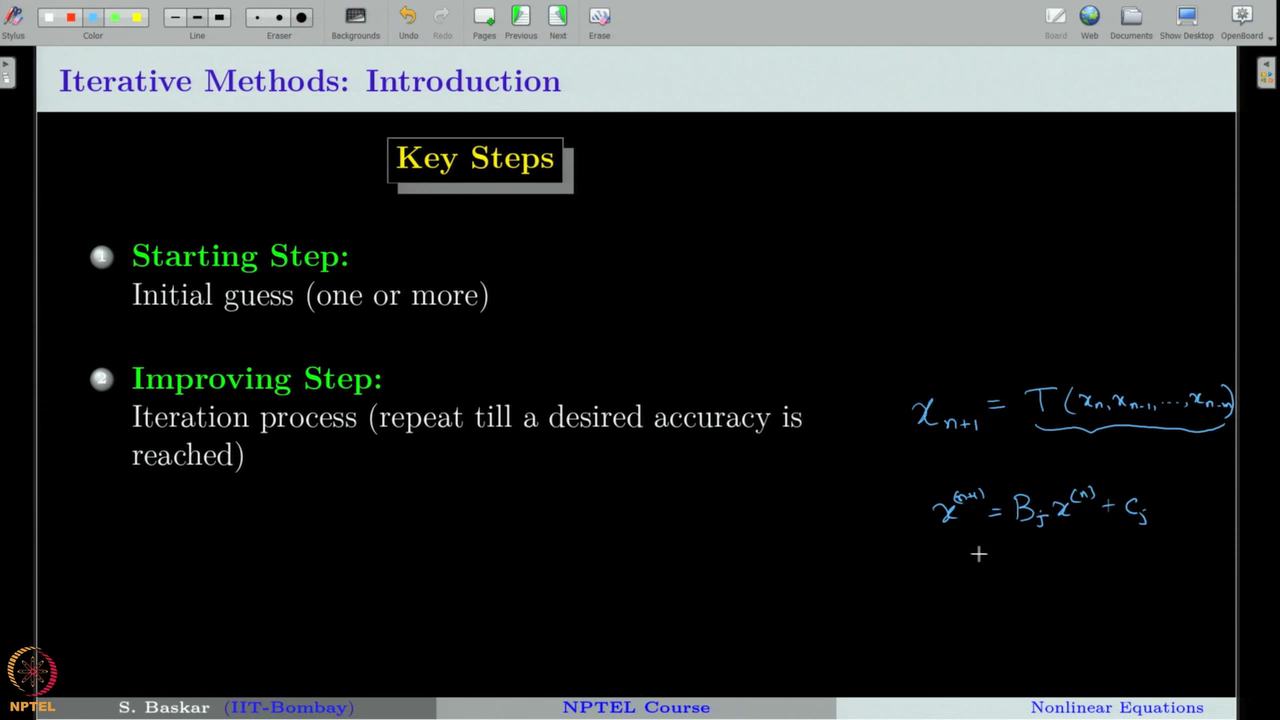 Stylus Color Line Eraser Backgrounds Undo Redo Pages Previous Next Erase Board Web Documents Show Desktop OpenBoard
Iterative Methods: Introduction
Key Steps
1 Starting Step:
Initial guess (one or more)
2 Improving Step:
Iteration process (repeat till a desired accuracy is
reached)
x_{n+1} = T(x_n, x_{n-1}, ..., x_{n-m})
x^{(n+1)} = B_j x^{(n)} + c_j
NPTEL
S. Baskar (IIT-Bombay) NPTEL Course Nonlinear Equations